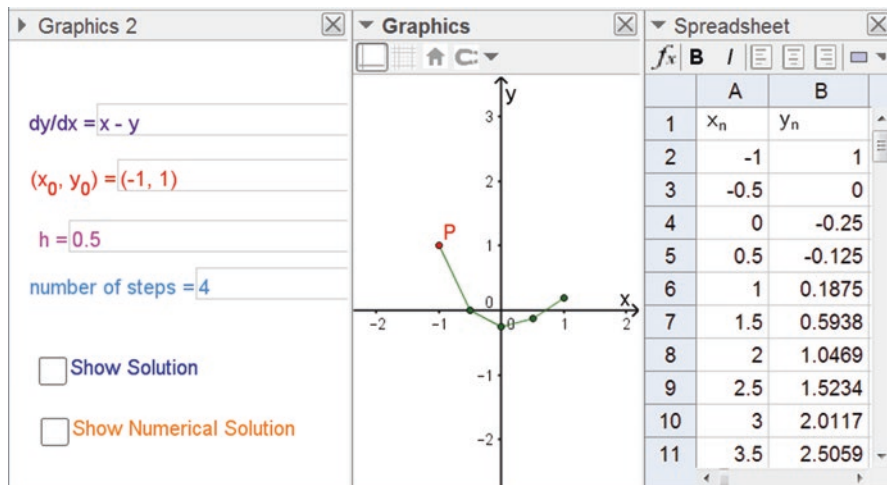 Graphics 2
dy/dx = x - y
(x₀, y₀) = (-1, 1)
h = 0.5
number of steps = 4
Show Solution
Show Numerical Solution
Graphics
y
3
2
P
1
0
x
-2 -1 0 1 2
-1
-2
Spreadsheet
fx B I
A B
1 xₙ yₙ
2 -1 1
3 -0.5 0
4 0 -0.25
5 0.5 -0.125
6 1 0.1875
7 1.5 0.5938
8 2 1.0469
9 2.5 1.5234
10 3 2.0117
11 3.5 2.5059